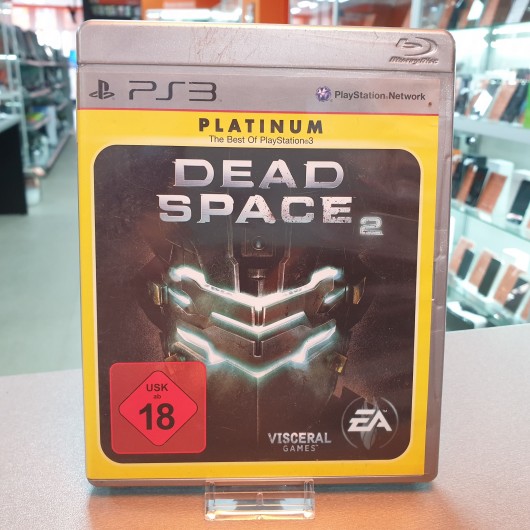 Blu-ray Disc
PS3
PlayStation Network
PLATINUM
The Best Of PlayStation®3
DEAD
SPACE 2
USK
ab
18
VISCERAL
GAMES™
EA